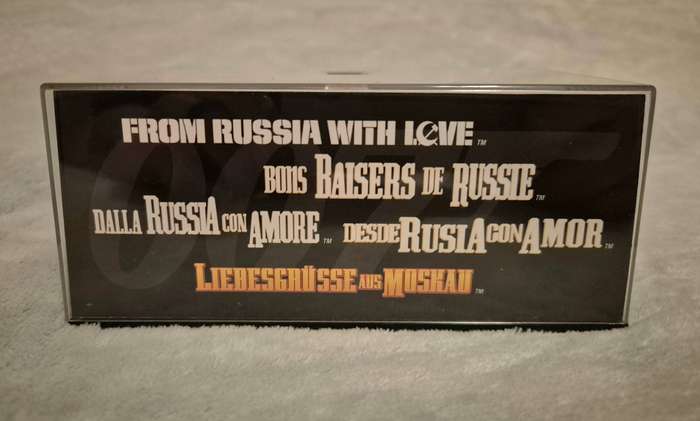 FROM RUSSIA WITH LOVE™
BONS BAISERS DE RUSSIE™
DALLA RUSSIA CON AMORE™ DESDE RUSIA CON AMOR™
LIEBESGRÜSSE AUS MOSKAU™
007